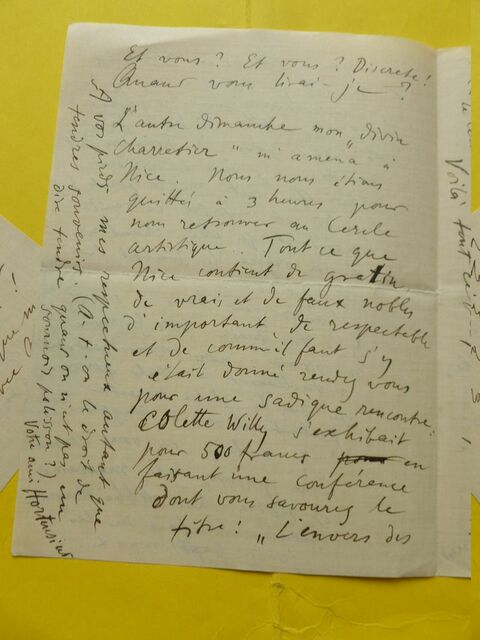 Et vous ? Et vous ? Discrète !
Quand vous lirai-je ?
L'autre dimanche mon „divin
charretier" m'amena à
Nice. Nous nous étions
quittés à 3 heures pour
nous retrouver au Cercle
artistique. Tout ce que
Nice contient de gratin,
de vrais et de faux nobles
d'important, de respectable
et de comm'il faut s'y
était donné rendez vous
pour une sadique rencontre:
Colette Willy s'exhibait
pour 500 francs en
faisant une conférence
dont vous savourez le
titre ! „L'envers des
A vos pieds mes respectueux autant que
tendres souvenirs. (A-t-on le droit de
dire tendre quand on n'est pas un
sournois polisson ?)
Votre ami Hortensius
Voilà tout